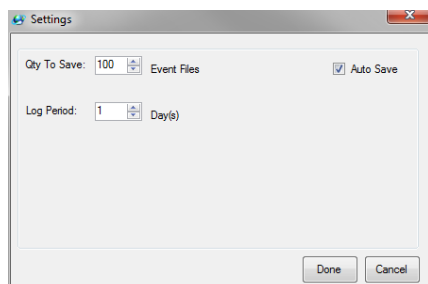 Settings
Qty To Save: 100 Event Files Auto Save
Log Period: 1 Day(s)
Done Cancel